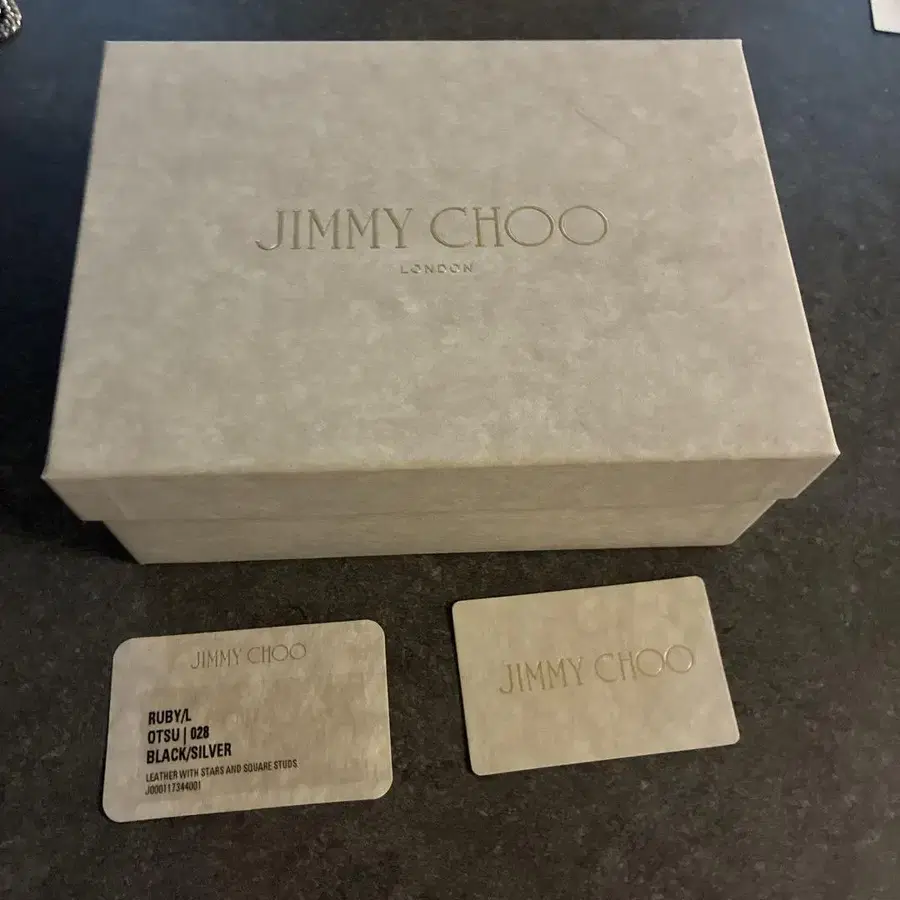 JIMMY CHOO
LONDON
JIMMY CHOO
RUBY/L
OTSU | 028
BLACK/SILVER
LEATHER WITH STARS AND SQUARE STUDS
J000117344001
JIMMY CHOO